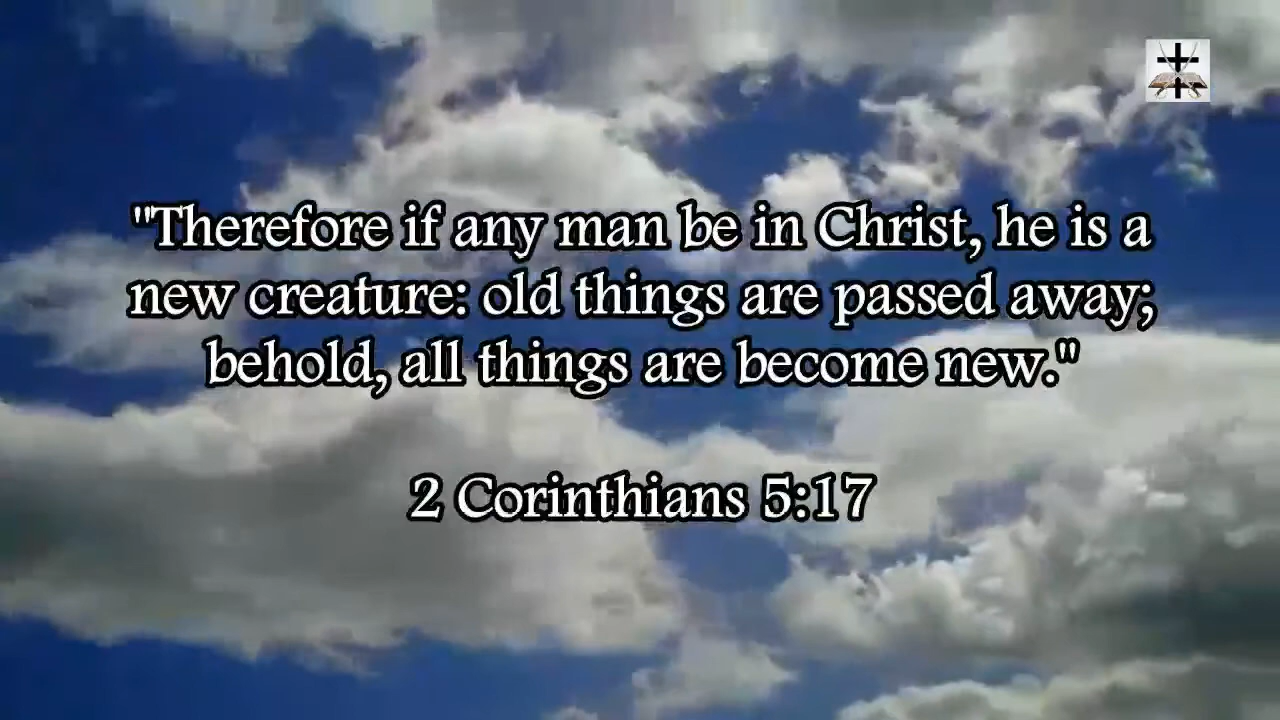 "Therefore if any man be in Christ, he is a
new creature: old things are passed away;
behold, all things are become new."
2 Corinthians 5:17